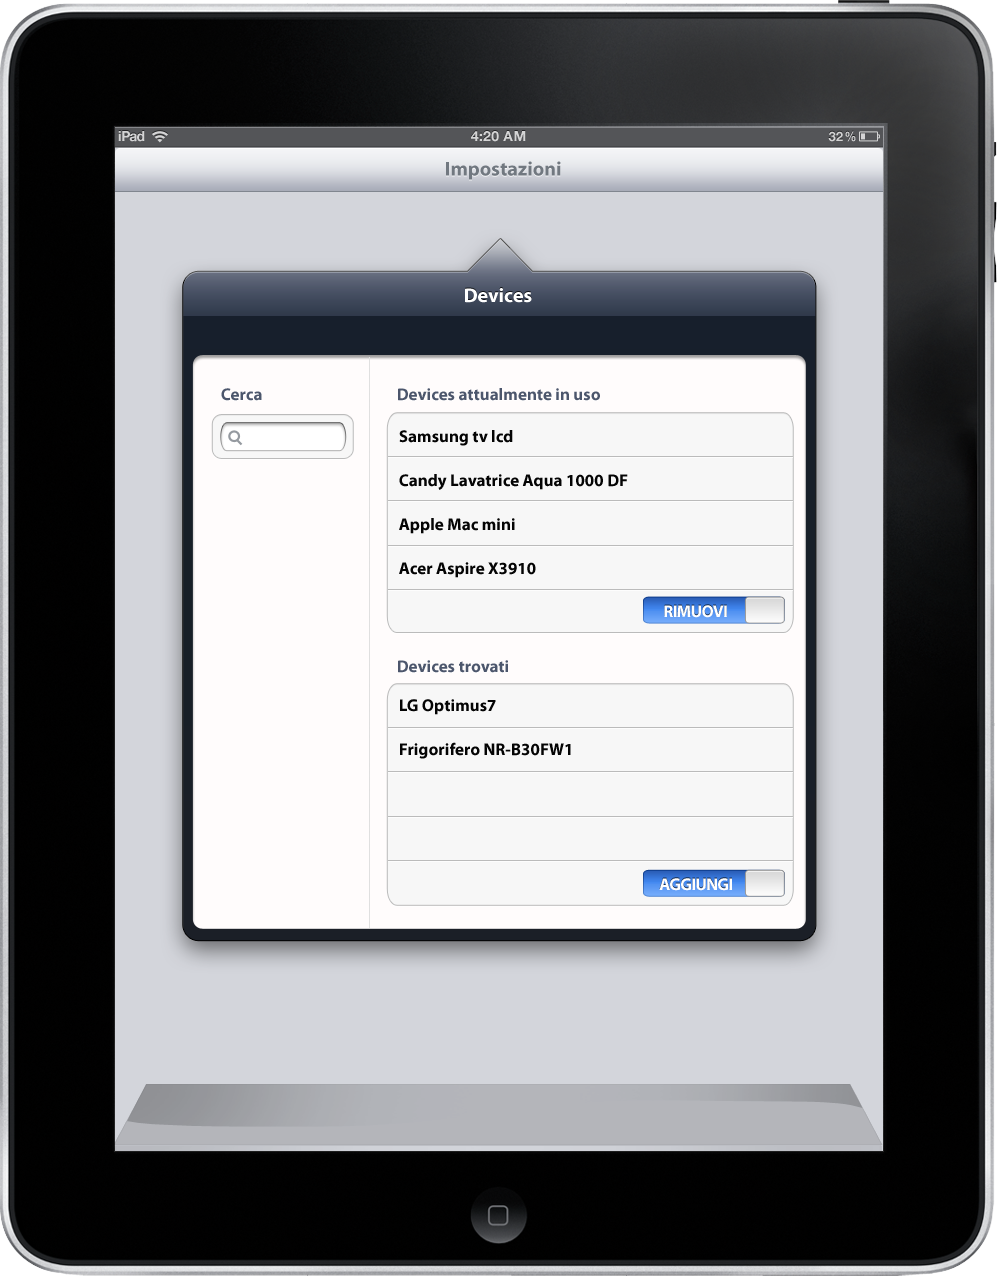 iPad 4:20 AM 32%
Impostazioni
Devices
Cerca
Devices attualmente in uso
Samsung tv lcd
Candy Lavatrice Aqua 1000 DF
Apple Mac mini
Acer Aspire X3910
RIMUOVI
Devices trovati
LG Optimus7
Frigorifero NR-B30FW1
AGGIUNGI